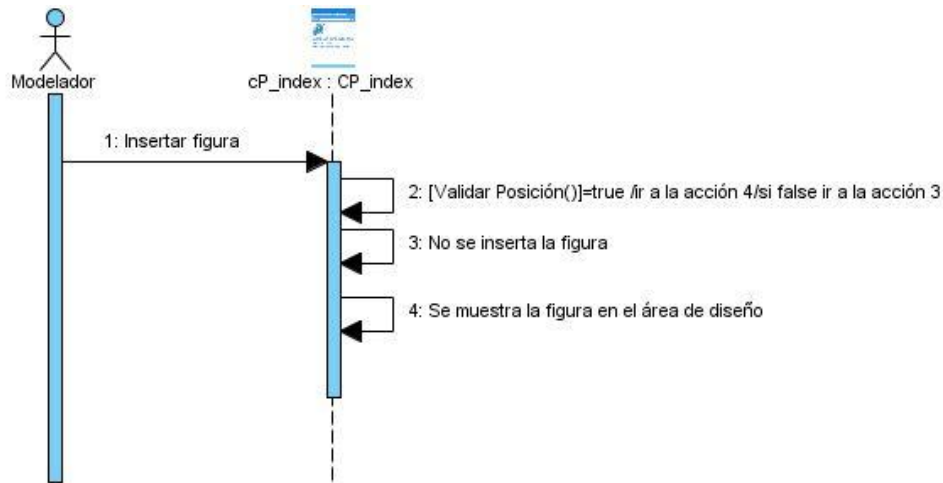 Modelador
cP_index : CP_index
1: Insertar figura
2: [Validar Posición()]=true /ir a la acción 4/si false ir a la acción 3
3: No se inserta la figura
4: Se muestra la figura en el área de diseño